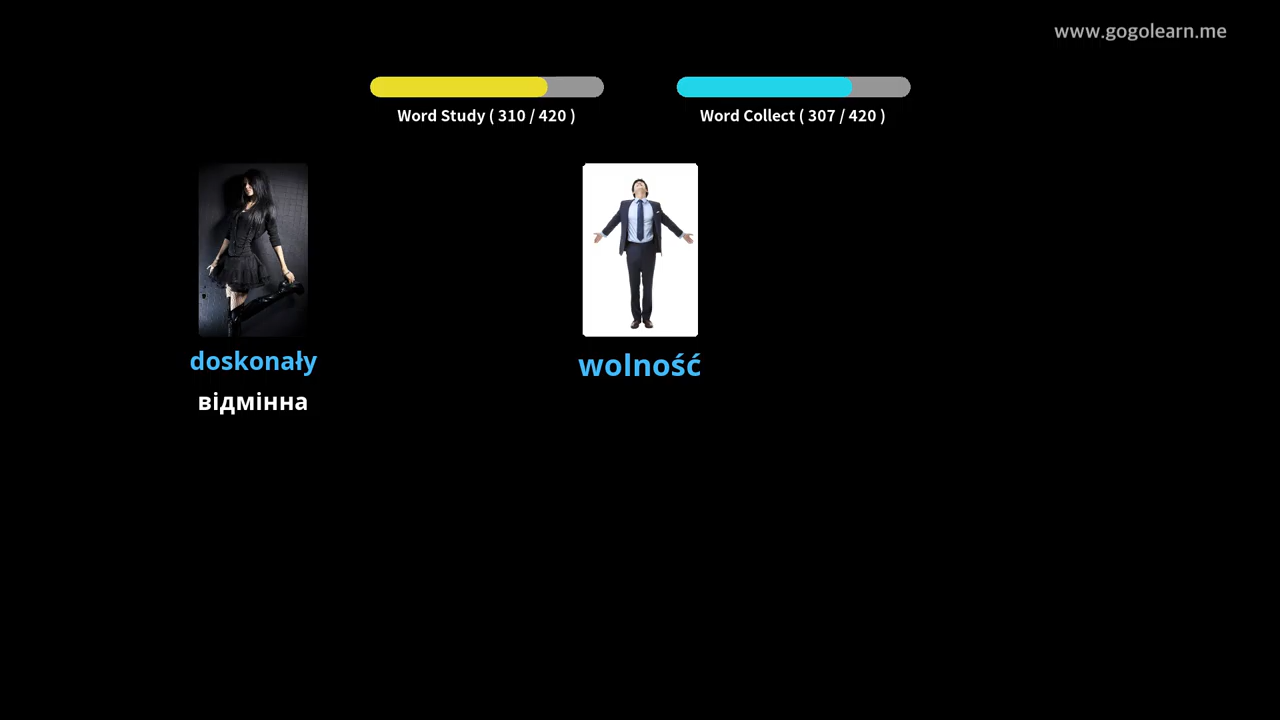 www.gogolearn.me
Word Study ( 310 / 420 )
Word Collect ( 307 / 420 )
doskonały
відмінна
wolność